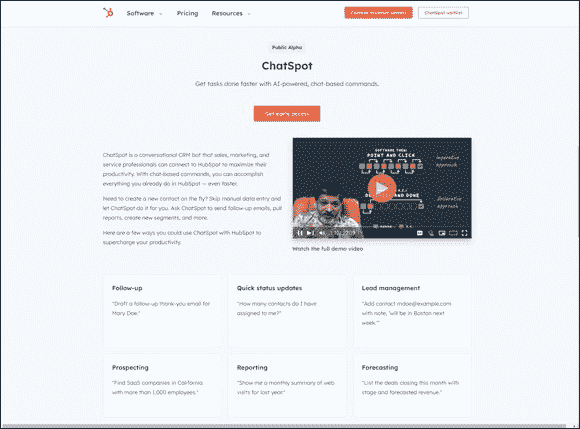 Software
Pricing
Resources
ChatSpot waitlist
Public Alpha
ChatSpot
Get tasks done faster with AI-powered, chat-based commands.
Get early access
ChatSpot is a conversational CRM bot that sales, marketing, and
service professionals can connect to HubSpot to maximize their
productivity. With chat-based commands, you can accomplish
everything you already do in HubSpot — even faster.
Need to create a new contact on the fly? Skip manual data entry and
let ChatSpot do it for you. Ask ChatSpot to send follow-up emails, pull
reports, create new segments, and more.
Here are a few ways you could use ChatSpot with HubSpot to
supercharge your productivity.
SOFTWARE THEN:
POINT AND CLICK
imperative
approach
AND DONE
declarative
approach
Watch the full demo video
Follow-up
"Draft a follow-up thank-you email for
Mary Doe."
Quick status updates
"How many contacts do I have
assigned to me?"
Lead management
"Add contact mdoe@example.com
with note, 'will be in Boston next
week.'"
Prospecting
"Find SaaS companies in California
with more than 1,000 employees."
Reporting
"Show me a monthly summary of web
visits for last year."
Forecasting
"List the deals closing this month with
stage and forecasted revenue."